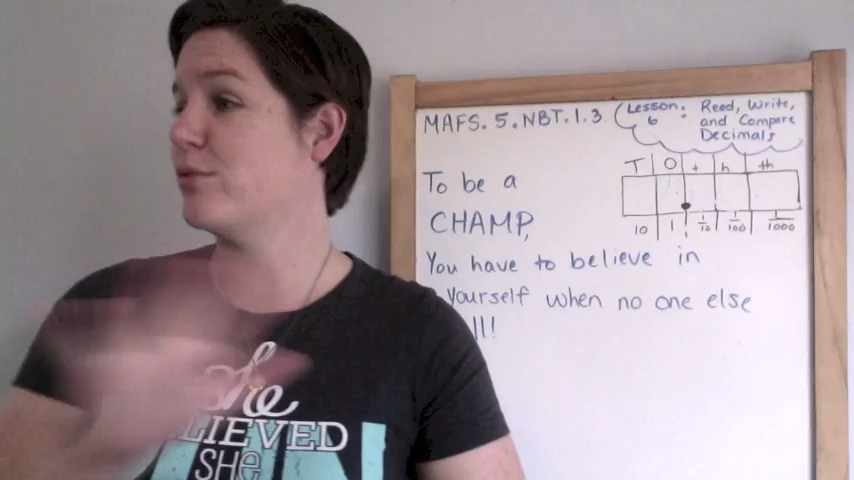 MAFS.5.NBT.1.3
Lesson: Read, Write,
6 and Compare
Decimals
T O t h th
10 1 1/10 1/100 1/1000
To be a
CHAMP,
You have to believe in
yourself when no one else
ll!
she
LIEVED
SHe